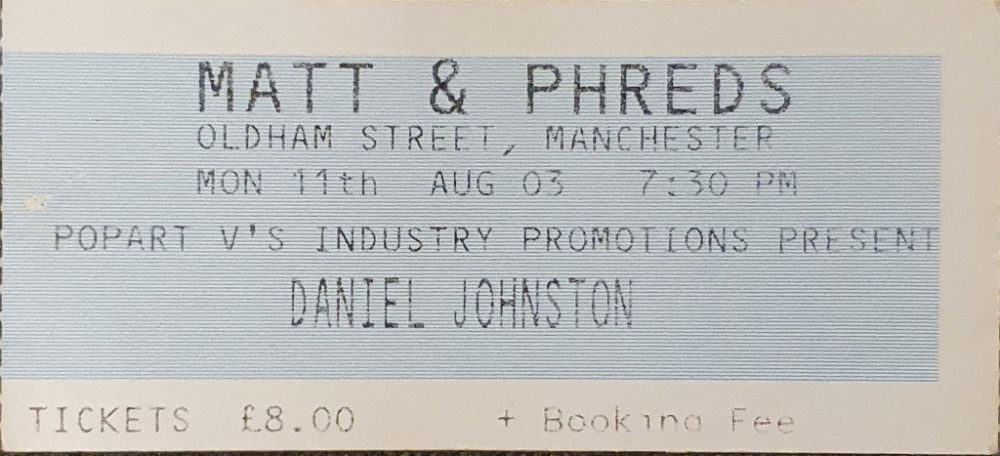 MATT & PHREDS
OLDHAM STREET, MANCHESTER
MON 11th AUG 03 7:30 PM
POPART V'S INDUSTRY PROMOTIONS PRESENT
DANIEL JOHNSTON
TICKETS £8.00 + Booking Fee